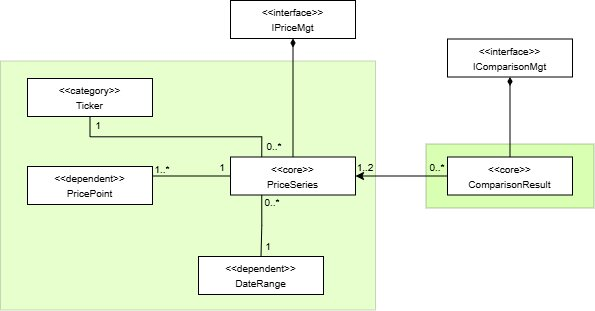 <<interface>>
IPriceMgt
<<interface>>
IComparisonMgt
<<category>>
Ticker
1
0..*
<<dependent>>
PricePoint
1..*
1
<<core>>
PriceSeries
1..2
0..*
<<core>>
ComparisonResult
0..*
1
<<dependent>>
DateRange